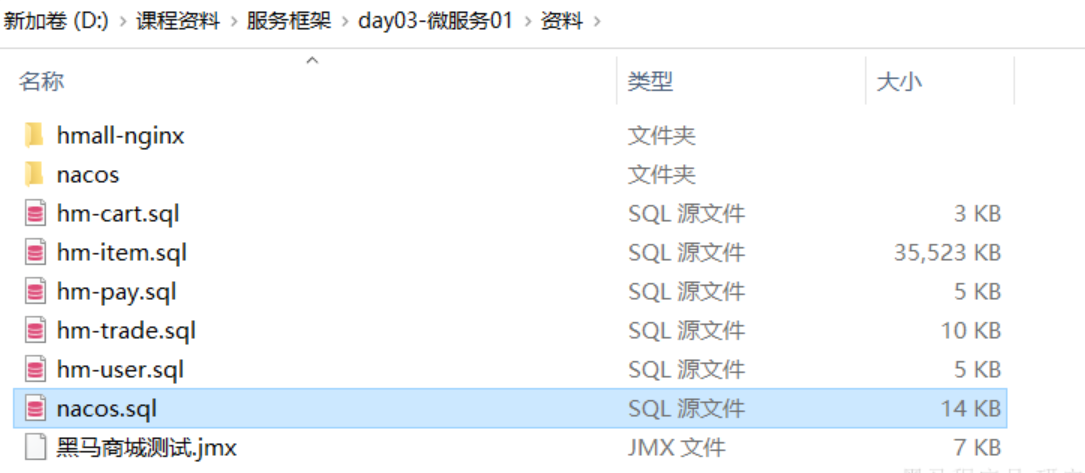 新加卷 (D:) › 课程资料 › 服务框架 › day03-微服务01 › 资料 ›
名称 类型 大小
hmall-nginx 文件夹
nacos 文件夹
hm-cart.sql SQL 源文件 3 KB
hm-item.sql SQL 源文件 35,523 KB
hm-pay.sql SQL 源文件 5 KB
hm-trade.sql SQL 源文件 10 KB
hm-user.sql SQL 源文件 5 KB
nacos.sql SQL 源文件 14 KB
黑马商城测试.jmx JMX 文件 7 KB